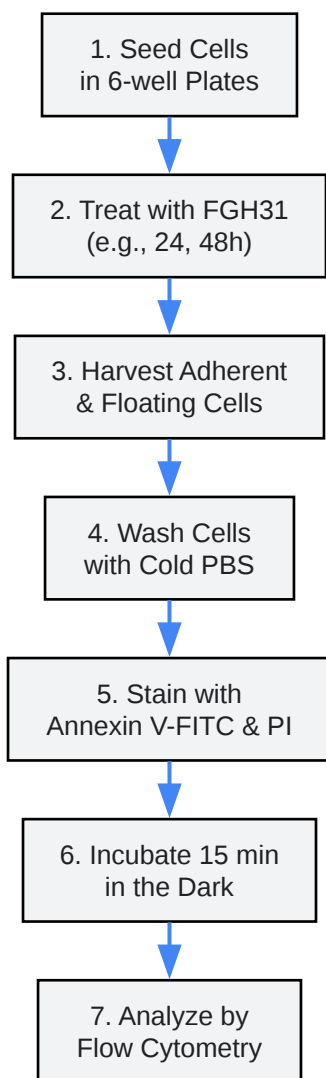 1. Seed Cells
in 6-well Plates
2. Treat with FGH31
(e.g., 24, 48h)
3. Harvest Adherent
& Floating Cells
4. Wash Cells
with Cold PBS
5. Stain with
Annexin V-FITC & PI
6. Incubate 15 min
in the Dark
7. Analyze by
Flow Cytometry